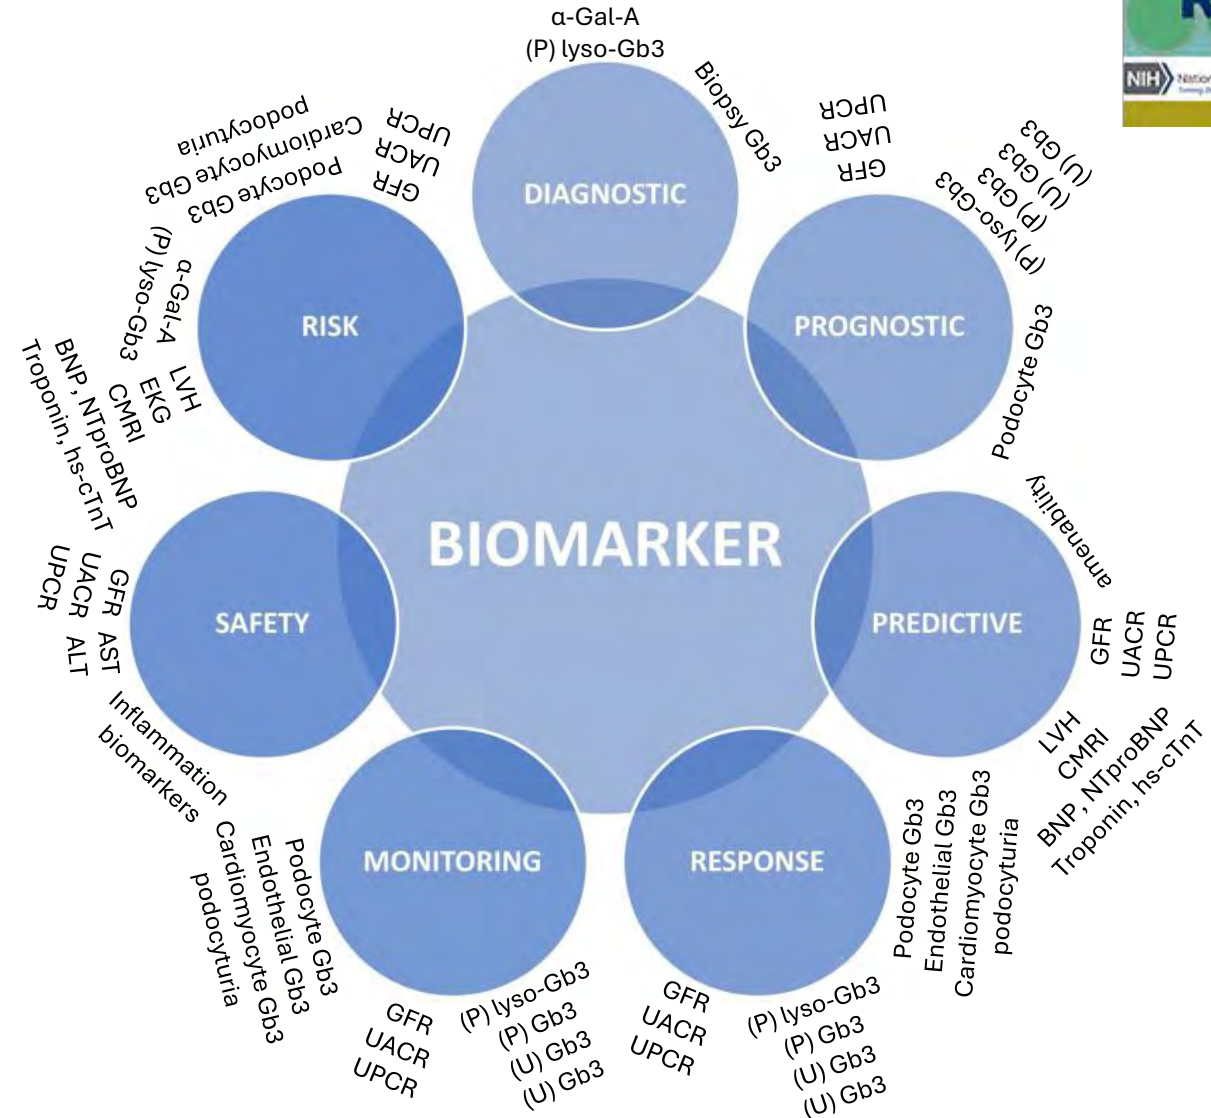 α-Gal-A
(P) lyso-Gb3
Biopsy Gb3
DIAGNOSTIC
UPCR
UACR
GFR
(U) Gb3
(U) Gb3
(P) Gb3
(P) lyso-Gb3
Podocyte Gb3
PROGNOSTIC
amenability
GFR
UACR
UPCR
LVH
CMRI
BNP, NTproBNP
Troponin, hs-cTnT
PREDICTIVE
Podocyte Gb3
Endothelial Gb3
Cardiomyocyte Gb3
podocyturia
RESPONSE
(P) lyso-Gb3
(P) Gb3
(U) Gb3
(U) Gb3
GFR
UACR
UPCR
MONITORING
(P) lyso-Gb3
(P) Gb3
(U) Gb3
(U) Gb3
GFR
UACR
UPCR
Podocyte Gb3
Endothelial Gb3
Cardiomyocyte Gb3
podocyturia
SAFETY
Inflammation
biomarkers
GFR
UACR
UPCR
AST
ALT
LVH
EKG
CMRI
BNP, NTproBNP
Troponin, hs-cTnT
RISK
α-Gal-A
(P) lyso-Gb3
podocyturia
Cardiomyocyte Gb3
Podocyte Gb3
UPCR
UACR
GFR
BIOMARKER
NIH